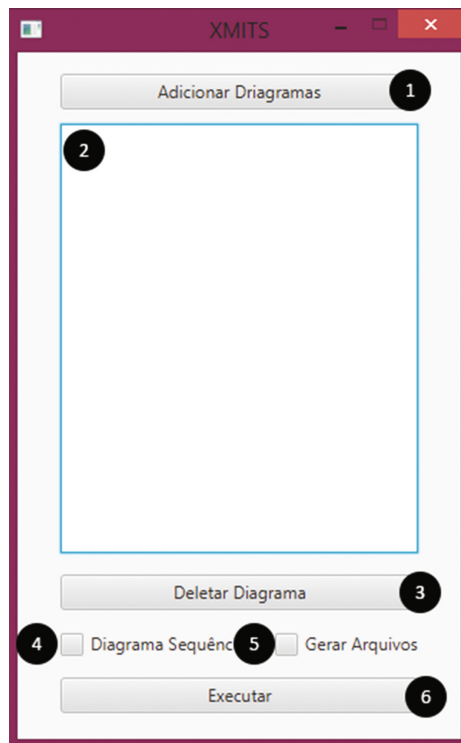 XMITS
Adicionar Driagramas 1
2
Deletar Diagrama 3
4 Diagrama Sequênc 5 Gerar Arquivos
Executar 6